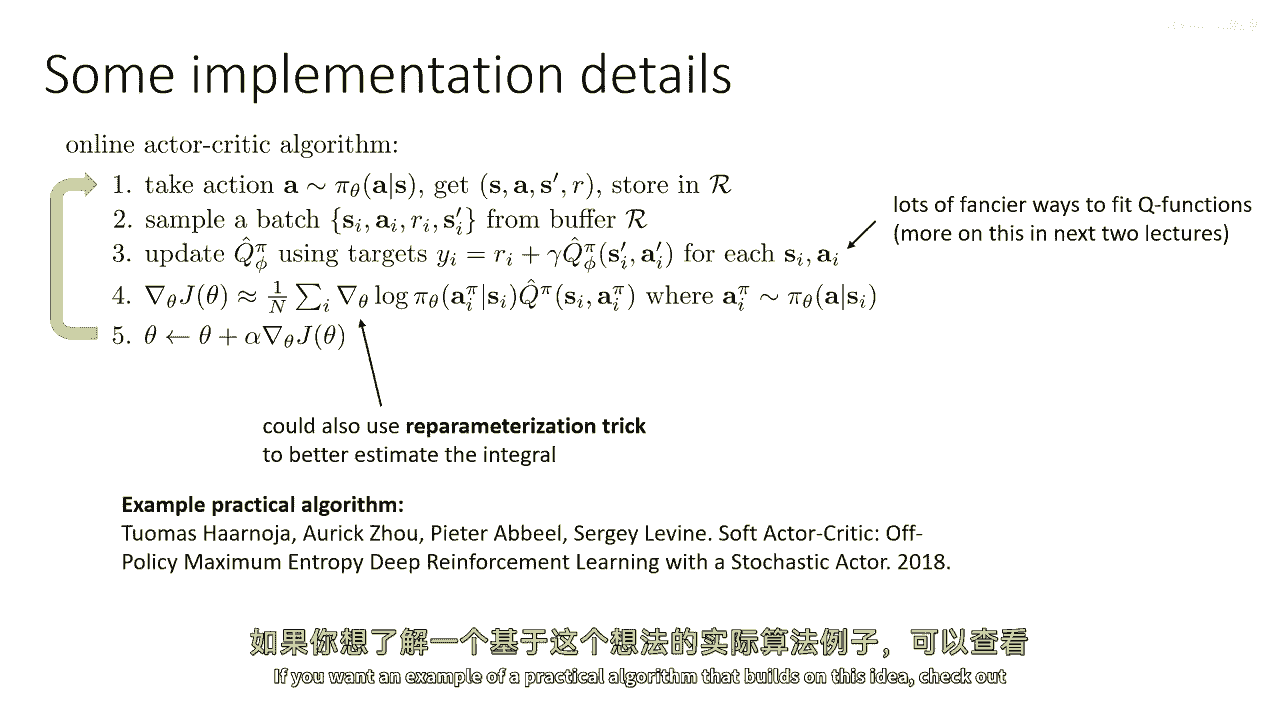 Some implementation details
online actor-critic algorithm:
1. take action $\mathbf{a} \sim \pi_\theta(\mathbf{a}|\mathbf{s})$, get $(\mathbf{s}, \mathbf{a}, \mathbf{s}', r)$, store in $\mathcal{R}$
2. sample a batch $\{\mathbf{s}_i, \mathbf{a}_i, r_i, \mathbf{s}'_i\}$ from buffer $\mathcal{R}$
3. update $\hat{Q}^\pi_\phi$ using targets $y_i = r_i + \gamma \hat{Q}^\pi_\phi(\mathbf{s}'_i, \mathbf{a}'_i)$ for each $\mathbf{s}_i, \mathbf{a}_i$
4. $\nabla_\theta J(\theta) \approx \frac{1}{N} \sum_i \nabla_\theta \log \pi_\theta(\mathbf{a}^\pi_i|\mathbf{s}_i) \hat{Q}^\pi(\mathbf{s}_i, \mathbf{a}^\pi_i)$ where $\mathbf{a}^\pi_i \sim \pi_\theta(\mathbf{a}|\mathbf{s}_i)$
5. $\theta \leftarrow \theta + \alpha \nabla_\theta J(\theta)$
lots of fancier ways to fit Q-functions
(more on this in next two lectures)
could also use reparameterization trick
to better estimate the integral
Example practical algorithm:
Tuomas Haarnoja, Aurick Zhou, Pieter Abbeel, Sergey Levine. Soft Actor-Critic: Off-
Policy Maximum Entropy Deep Reinforcement Learning with a Stochastic Actor. 2018.
如果你想了解一个基于这个想法的实际算法例子，可以查看
If you want an example of a practical algorithm that builds on this idea, check out